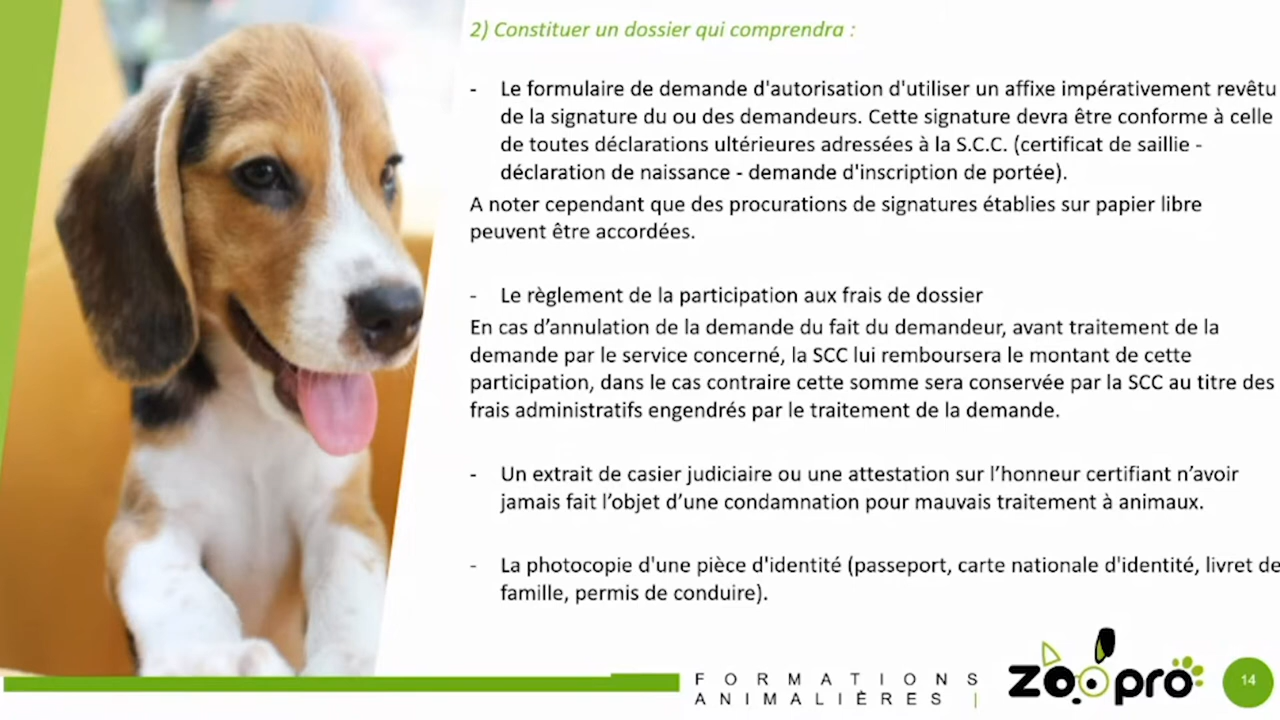 2) Constituer un dossier qui comprendra :
- Le formulaire de demande d'autorisation d'utiliser un affixe impérativement revêtu
de la signature du ou des demandeurs. Cette signature devra être conforme à celle
de toutes déclarations ultérieures adressées à la S.C.C. (certificat de saillie -
déclaration de naissance - demande d'inscription de portée).
A noter cependant que des procurations de signatures établies sur papier libre
peuvent être accordées.
- Le règlement de la participation aux frais de dossier
En cas d’annulation de la demande du fait du demandeur, avant traitement de la
demande par le service concerné, la SCC lui remboursera le montant de cette
participation, dans le cas contraire cette somme sera conservée par la SCC au titre des
frais administratifs engendrés par le traitement de la demande.
- Un extrait de casier judiciaire ou une attestation sur l’honneur certifiant n’avoir
jamais fait l’objet d’une condamnation pour mauvais traitement à animaux.
- La photocopie d'une pièce d'identité (passeport, carte nationale d'identité, livret de
famille, permis de conduire).
FORMATIONS
ANIMALIÈRES |
zoopro
14